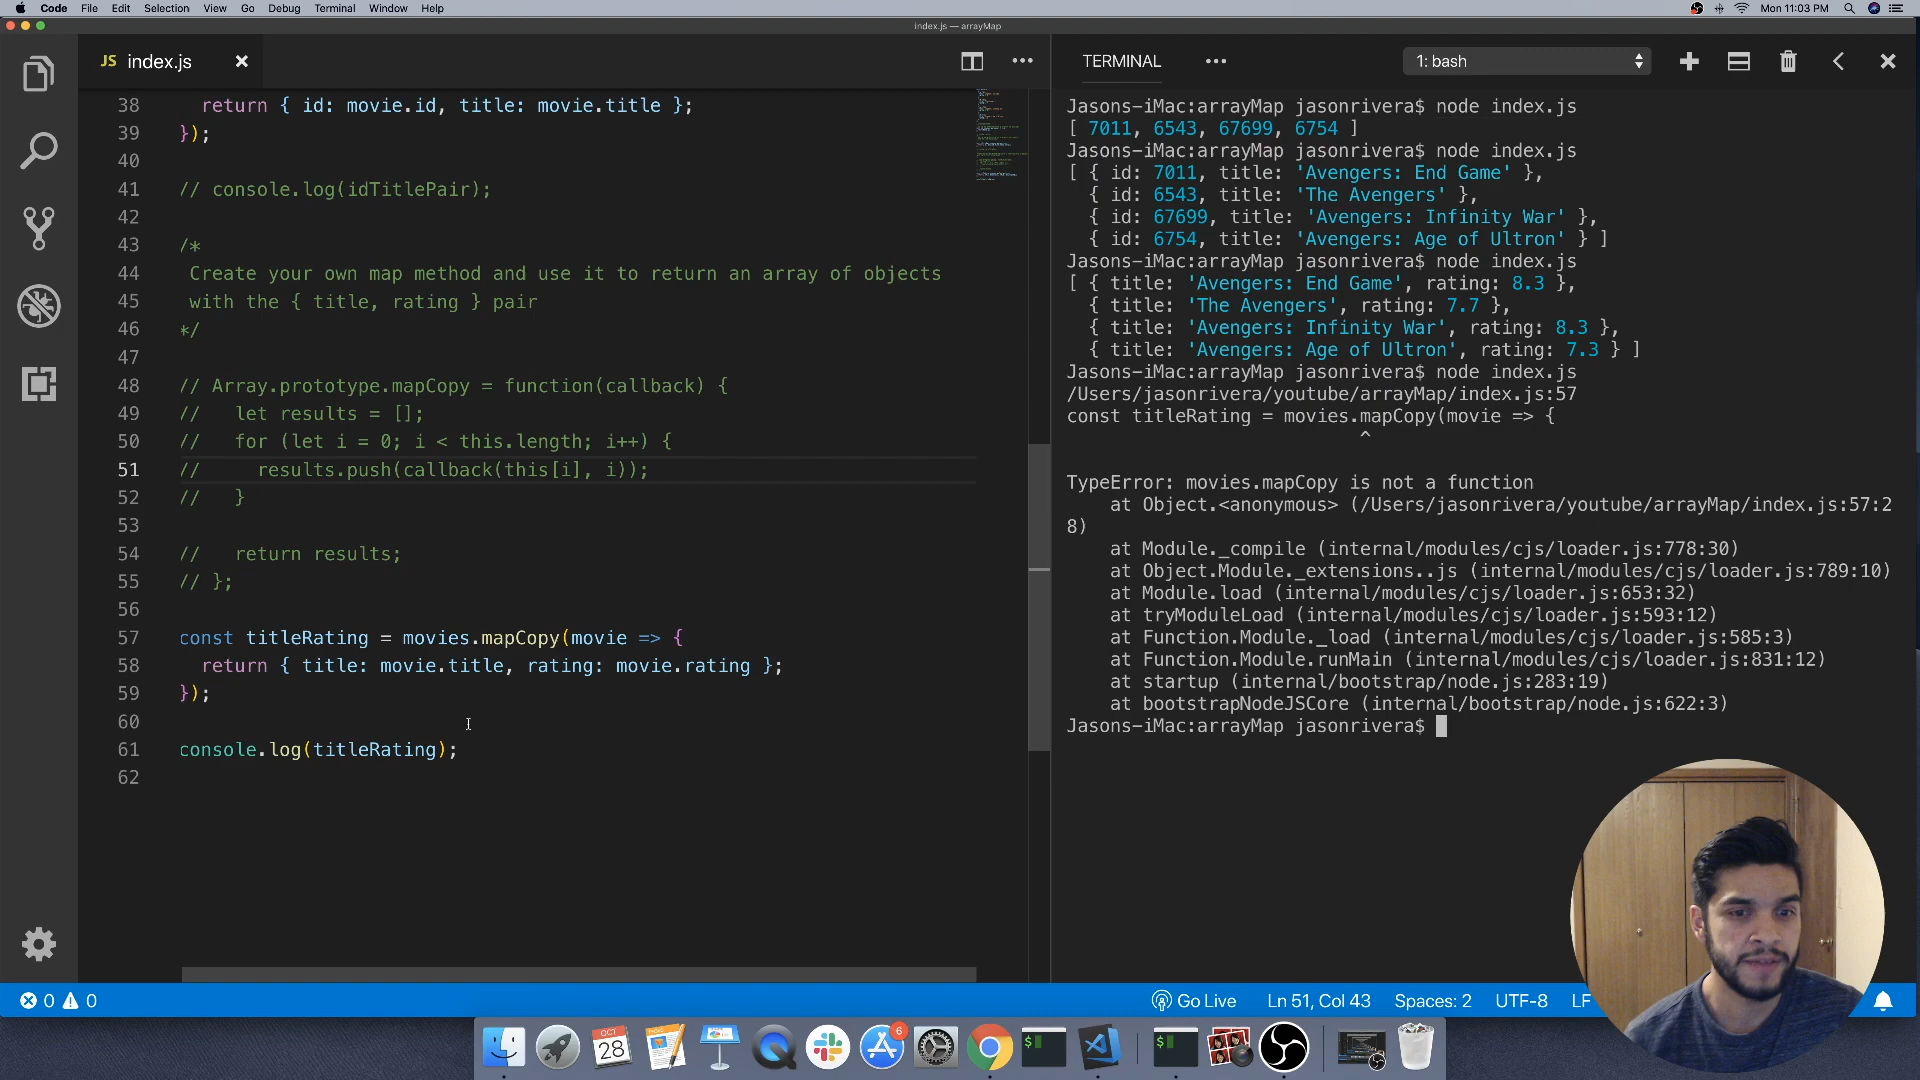 Code File Edit Selection View Go Debug Terminal Window Help
Mon 11:03 PM
index.js — arrayMap
JS index.js
38 return { id: movie.id, title: movie.title };
39 });
40
41 // console.log(idTitlePair);
42
43 /*
44 Create your own map method and use it to return an array of objects
45 with the { title, rating } pair
46 */
47
48 // Array.prototype.mapCopy = function(callback) {
49 //   let results = [];
50 //   for (let i = 0; i < this.length; i++) {
51 //     results.push(callback(this[i], i));
52 //   }
53
54 //   return results;
55 // };
56
57 const titleRating = movies.mapCopy(movie => {
58 return { title: movie.title, rating: movie.rating };
59 });
60
61 console.log(titleRating);
62
TERMINAL
1: bash
Jasons-iMac:arrayMap jasonrivera$ node index.js
[ 7011, 6543, 67699, 6754 ]
Jasons-iMac:arrayMap jasonrivera$ node index.js
[ { id: 7011, title: 'Avengers: End Game' },
{ id: 6543, title: 'The Avengers' },
{ id: 67699, title: 'Avengers: Infinity War' },
{ id: 6754, title: 'Avengers: Age of Ultron' } ]
Jasons-iMac:arrayMap jasonrivera$ node index.js
[ { title: 'Avengers: End Game', rating: 8.3 },
{ title: 'The Avengers', rating: 7.7 },
{ title: 'Avengers: Infinity War', rating: 8.3 },
{ title: 'Avengers: Age of Ultron', rating: 7.3 } ]
Jasons-iMac:arrayMap jasonrivera$ node index.js
/Users/jasonrivera/youtube/arrayMap/index.js:57
const titleRating = movies.mapCopy(movie => {
^
TypeError: movies.mapCopy is not a function
at Object.<anonymous> (/Users/jasonrivera/youtube/arrayMap/index.js:57:2
8)
at Module._compile (internal/modules/cjs/loader.js:778:30)
at Object.Module._extensions..js (internal/modules/cjs/loader.js:789:10)
at Module.load (internal/modules/cjs/loader.js:653:32)
at tryModuleLoad (internal/modules/cjs/loader.js:593:12)
at Function.Module._load (internal/modules/cjs/loader.js:585:3)
at Function.Module.runMain (internal/modules/cjs/loader.js:831:12)
at startup (internal/bootstrap/node.js:283:19)
at bootstrapNodeJSCore (internal/bootstrap/node.js:622:3)
Jasons-iMac:arrayMap jasonrivera$
0 0
Go Live Ln 51, Col 43 Spaces: 2 UTF-8 LF
OCT
28
6
$
$